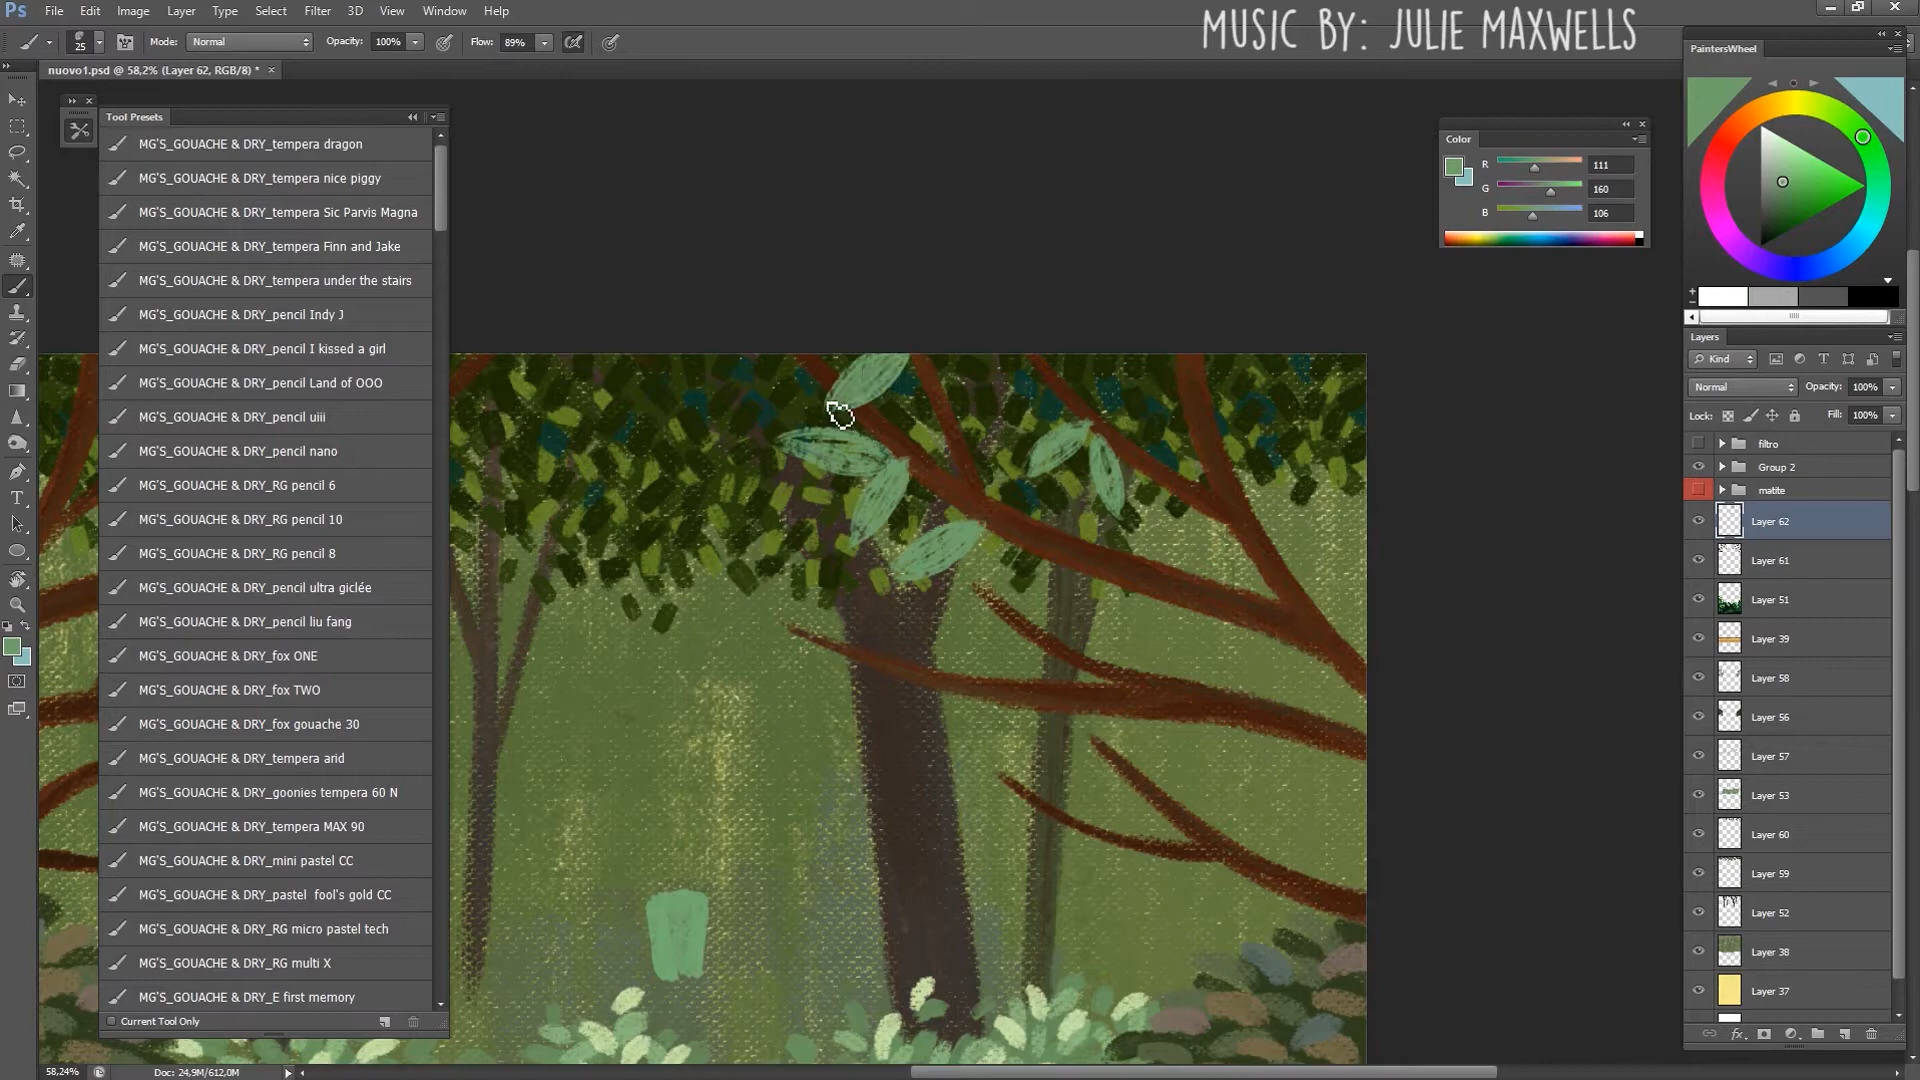 Ps File Edit Image Layer Type Select Filter 3D View Window Help
MUSIC BY: JULIE MAXWELLS
25 Mode: Normal Opacity: 100% Flow: 89%
nuovo1.psd @ 58,2% (Layer 62, RGB/8) *
PaintersWheel
Tool Presets
MG'S_GOUACHE & DRY_tempera dragon
MG'S_GOUACHE & DRY_tempera nice piggy
MG'S_GOUACHE & DRY_tempera Sic Parvis Magna
MG'S_GOUACHE & DRY_tempera Finn and Jake
MG'S_GOUACHE & DRY_tempera under the stairs
MG'S_GOUACHE & DRY_pencil Indy J
MG'S_GOUACHE & DRY_pencil I kissed a girl
MG'S_GOUACHE & DRY_pencil Land of OOO
MG'S_GOUACHE & DRY_pencil uiii
MG'S_GOUACHE & DRY_pencil nano
MG'S_GOUACHE & DRY_RG pencil 6
MG'S_GOUACHE & DRY_RG pencil 10
MG'S_GOUACHE & DRY_RG pencil 8
MG'S_GOUACHE & DRY_pencil ultra giclée
MG'S_GOUACHE & DRY_pencil liu fang
MG'S_GOUACHE & DRY_fox ONE
MG'S_GOUACHE & DRY_fox TWO
MG'S_GOUACHE & DRY_fox gouache 30
MG'S_GOUACHE & DRY_tempera arid
MG'S_GOUACHE & DRY_goonies tempera 60 N
MG'S_GOUACHE & DRY_tempera MAX 90
MG'S_GOUACHE & DRY_mini pastel CC
MG'S_GOUACHE & DRY_pastel fool's gold CC
MG'S_GOUACHE & DRY_RG micro pastel tech
MG'S_GOUACHE & DRY_RG multi X
MG'S_GOUACHE & DRY_E first memory
Current Tool Only
Color
R 111
G 160
B 106
Layers
Kind
Normal Opacity: 100%
Lock: Fill: 100%
filtro
Group 2
matite
Layer 62
Layer 61
Layer 51
Layer 39
Layer 58
Layer 56
Layer 57
Layer 53
Layer 60
Layer 59
Layer 52
Layer 38
Layer 37
58,24% Doc: 24,9M/612,0M